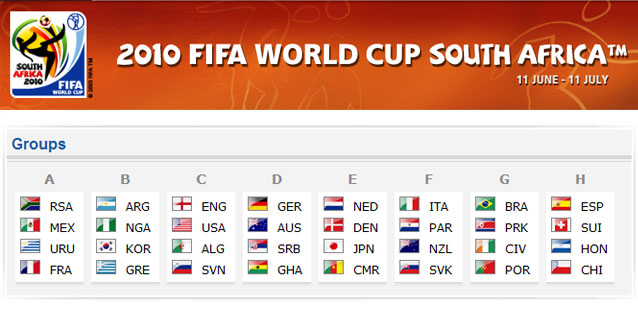 2010 FIFA WORLD CUP SOUTH AFRICA™
11 JUNE - 11 JULY
SOUTH AFRICA
2010
FIFA
WORLD CUP
© 2005 FIFA TM
Groups
A B C D E F G H
RSA ARG ENG GER NED ITA BRA ESP
MEX NGA USA AUS DEN PAR PRK SUI
URU KOR ALG SRB JPN NZL CIV HON
FRA GRE SVN GHA CMR SVK POR CHI